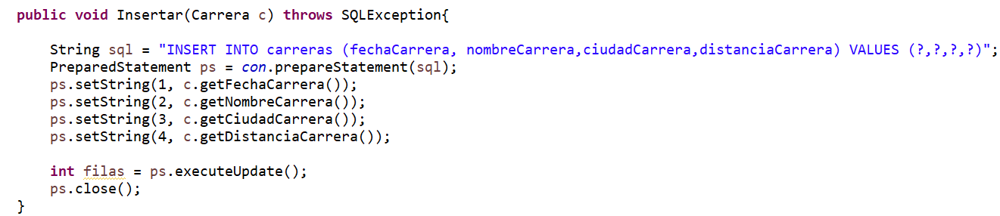 public void Insertar(Carrera c) throws SQLException{
String sql = "INSERT INTO carreras (fechaCarrera, nombreCarrera,ciudadCarrera,distanciaCarrera) VALUES (?,?,?,?)";
PreparedStatement ps = con.prepareStatement(sql);
ps.setString(1, c.getFechaCarrera());
ps.setString(2, c.getNombreCarrera());
ps.setString(3, c.getCiudadCarrera());
ps.setString(4, c.getDistanciaCarrera());
int filas = ps.executeUpdate();
ps.close();
}